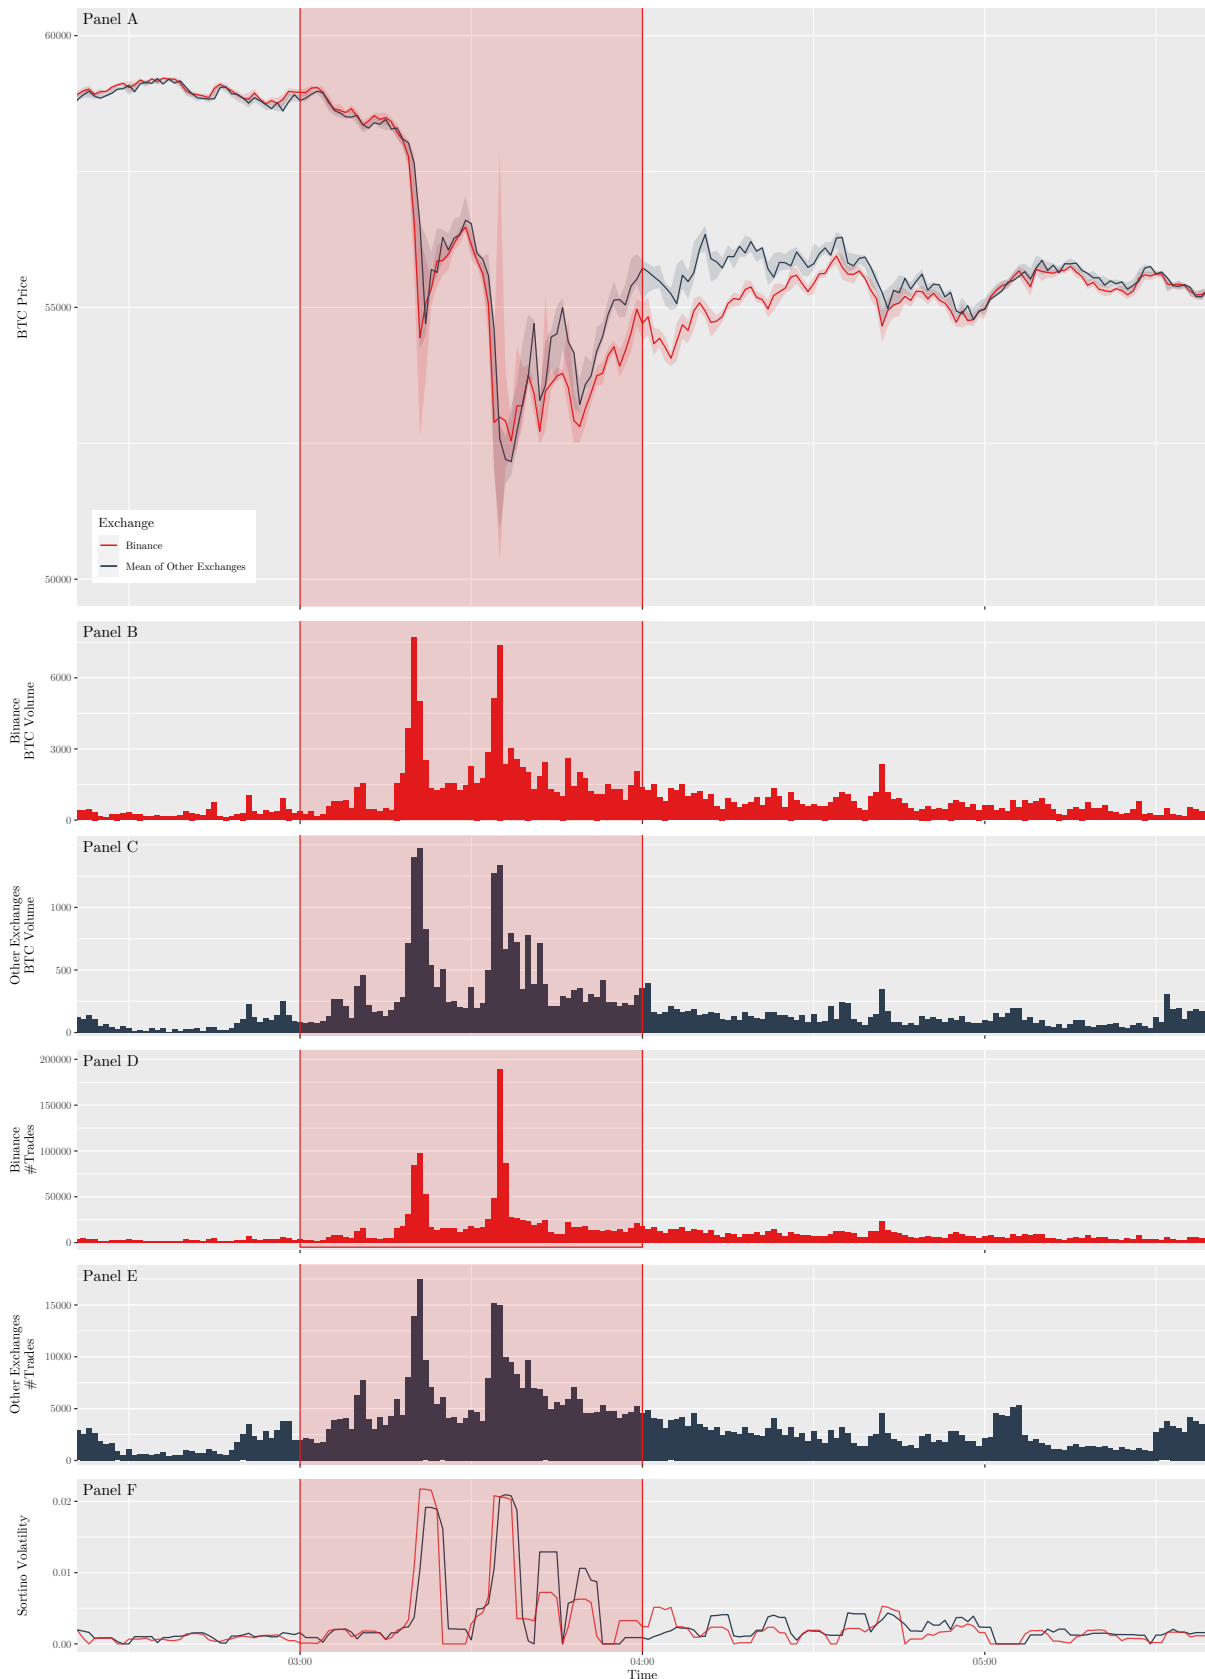 Panel A
60000
55000
50000
BTC Price
Exchange
Binance
Mean of Other Exchanges
Panel B
6000
3000
0
Binance
BTC Volume
Panel C
1000
500
0
Other Exchanges
BTC Volume
Panel D
200000
150000
100000
50000
0
Binance
#Trades
Panel E
15000
10000
5000
0
Other Exchanges
#Trades
Panel F
0.02
0.01
0.00
Sortino Volatility
03:00
04:00
05:00
Time